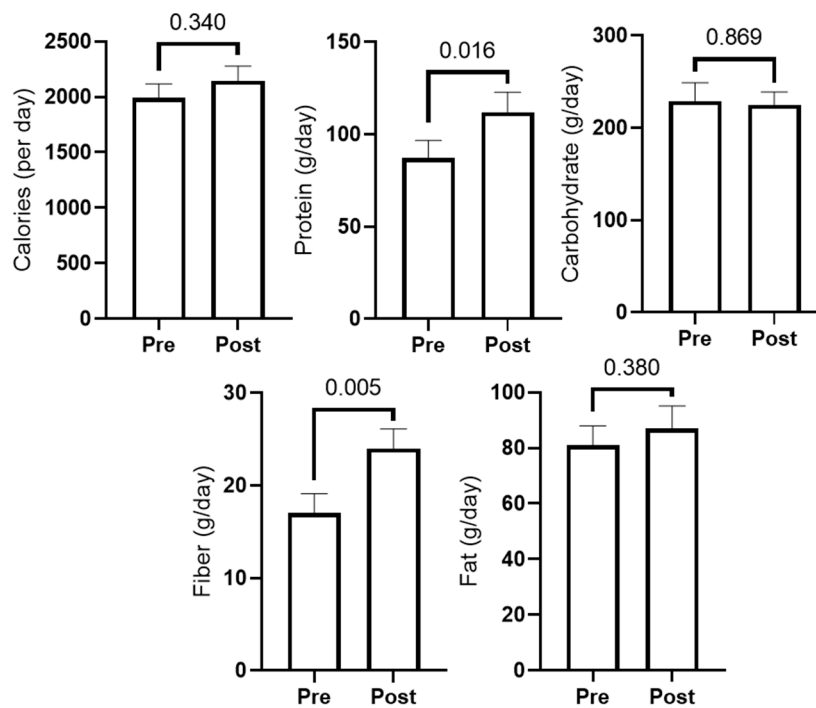 0.340
2500
2000
1500
1000
500
0
Calories (per day)
Pre Post
0.016
150
100
50
0
Protein (g/day)
Pre Post
0.869
300
200
100
0
Carbohydrate (g/day)
Pre Post
0.005
30
20
10
0
Fiber (g/day)
Pre Post
0.380
100
80
60
40
20
0
Fat (g/day)
Pre Post